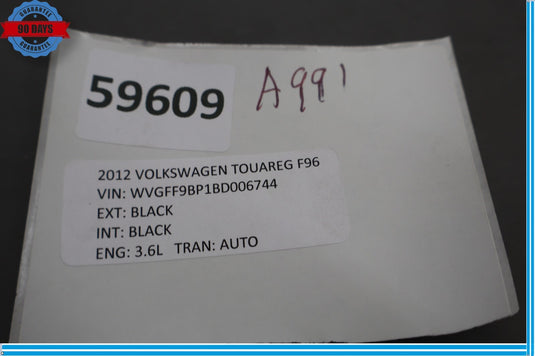 GUARANTEE
90 DAYS
GUARANTEE
59609
A991
2012 VOLKSWAGEN TOUAREG F96
VIN: WVGFF9BP1BD006744
EXT: BLACK
INT: BLACK
ENG: 3.6L TRAN: AUTO